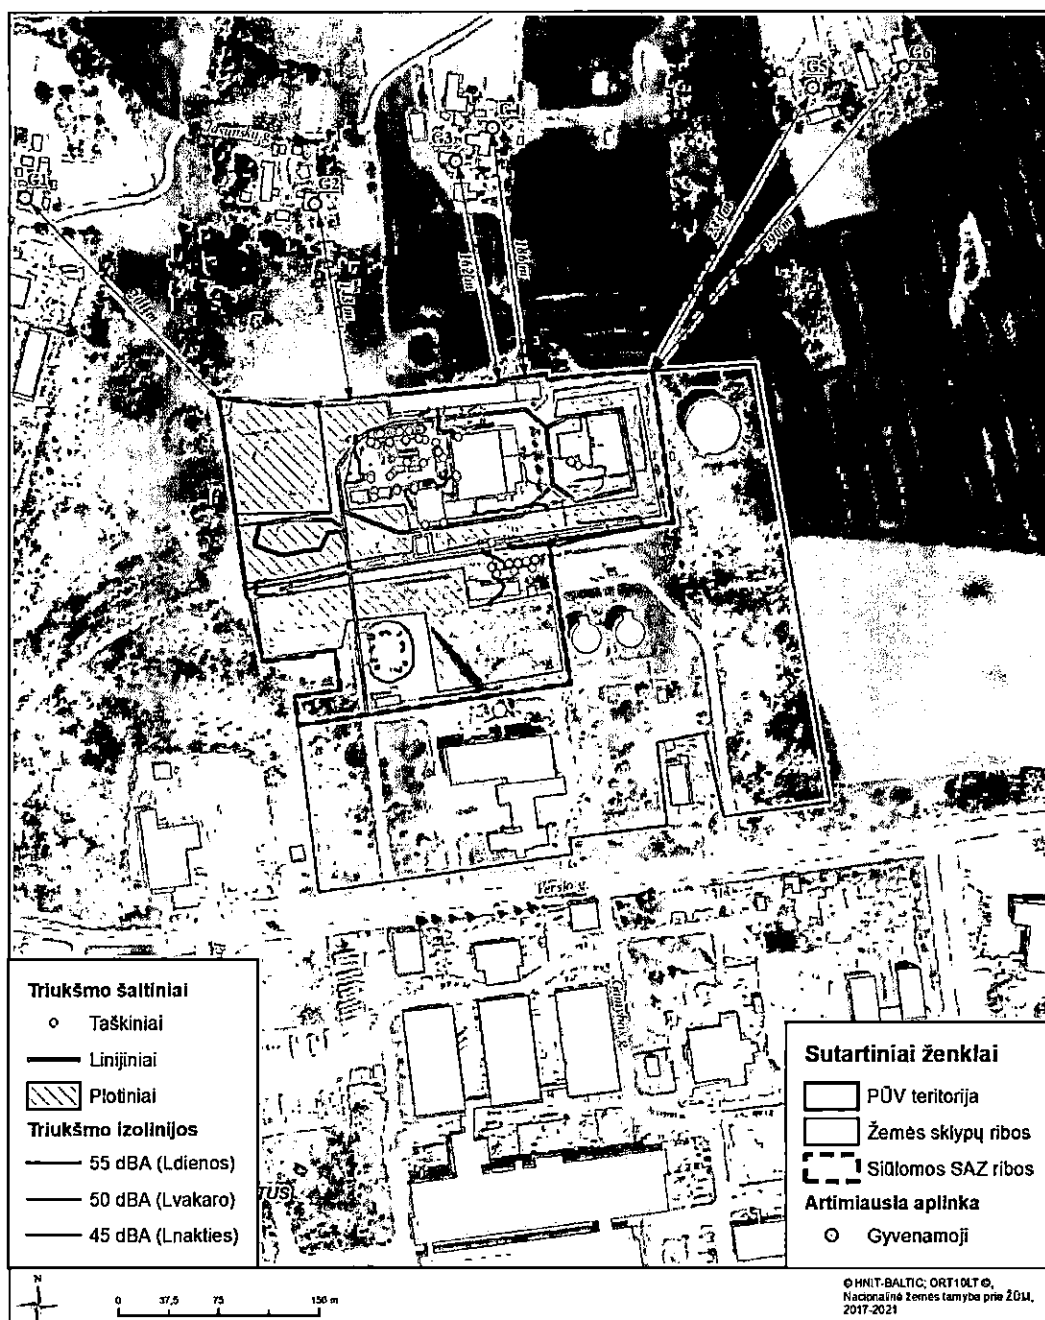 G5
G6
G1
G2
G3
Verslo g.
TUS
Triukšmo šaltiniai
Taškiniai
Linijiniai
Plotiniai
Triukšmo izolinijos
55 dBA (Ldienos)
50 dBA (Lvakaro)
45 dBA (Lnakties)
Sutartiniai ženklai
PŪV teritorija
Žemės sklypų ribos
Siūlomos SAZ ribos
Artimiausia aplinka
Gyvenamoji
N
0 37,5 75 150 m
© HNIT-BALTIC; ORT10LT ©,
Nacionalinė žemės tarnyba prie ŽŪM,
2017-2021